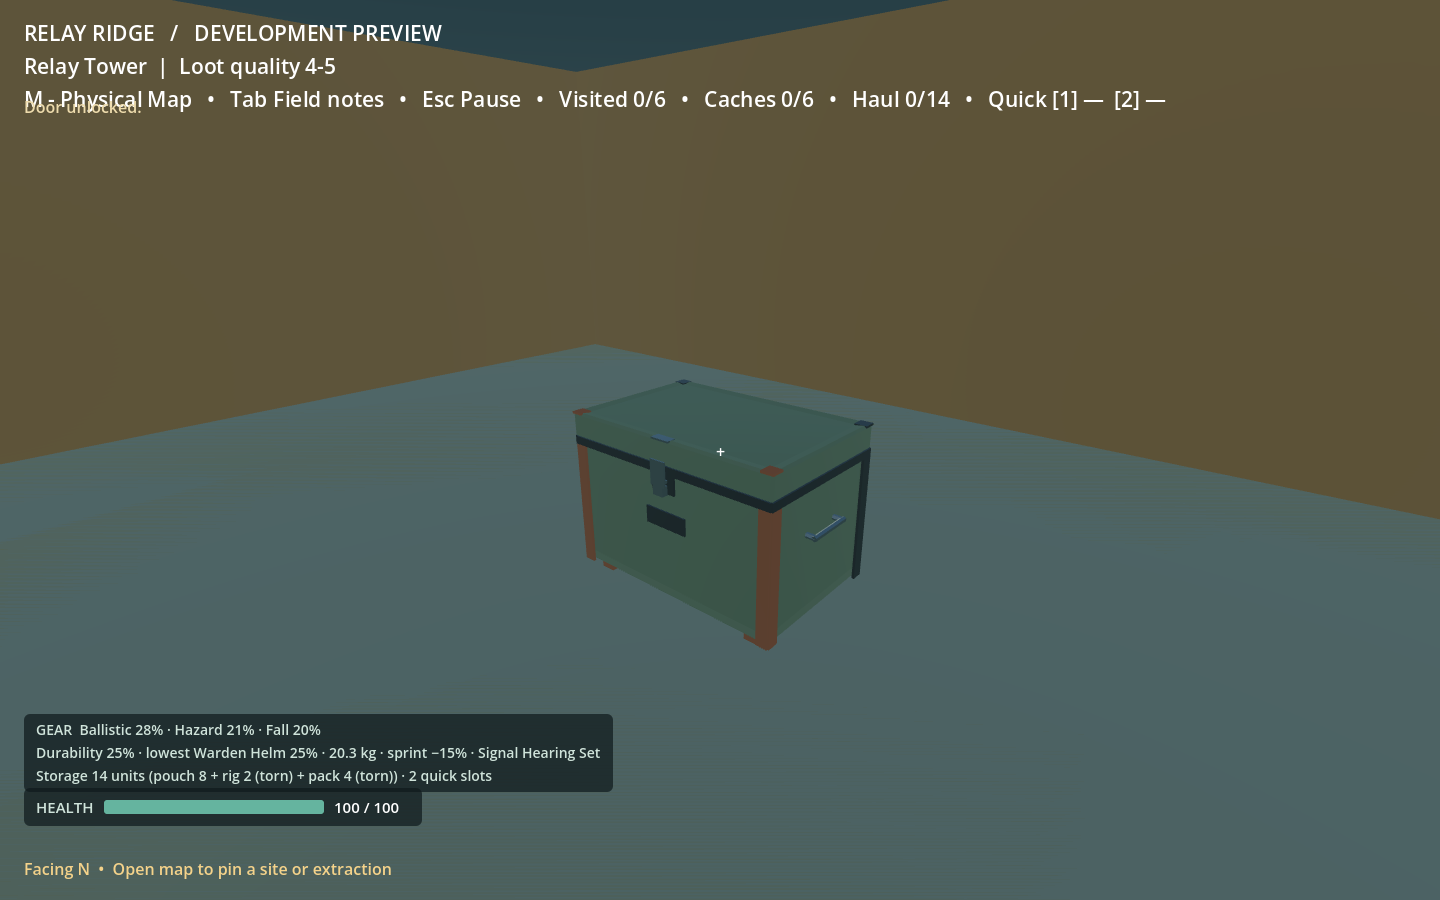 RELAY RIDGE / DEVELOPMENT PREVIEW
Relay Tower | Loot quality 4-5
M - Physical Map • Tab Field notes • Esc Pause • Visited 0/6 • Caches 0/6 • Haul 0/14 • Quick [1] — [2] —
Door unlocked.
GEAR Ballistic 28% · Hazard 21% · Fall 20%
Durability 25% · lowest Warden Helm 25% · 20.3 kg · sprint −15% · Signal Hearing Set
Storage 14 units (pouch 8 + rig 2 (torn) + pack 4 (torn)) · 2 quick slots
HEALTH 100 / 100
Facing N • Open map to pin a site or extraction